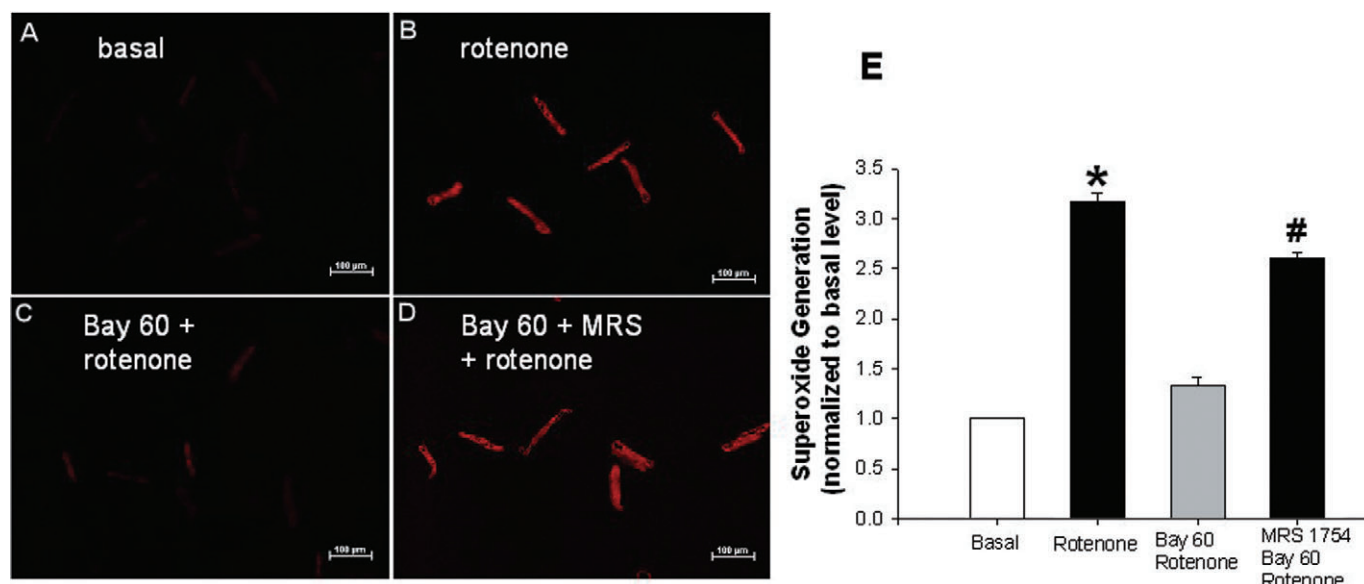 A
basal
100 µm
B
rotenone
100 µm
C
Bay 60 +
rotenone
100 µm
D
Bay 60 + MRS
+ rotenone
100 µm
E
Superoxide Generation
(normalized to basal level)
3.5
3.0
2.5
2.0
1.5
1.0
0.5
0.0
*
#
Basal
Rotenone
Bay 60
Rotenone
MRS 1754
Bay 60
Rotenone